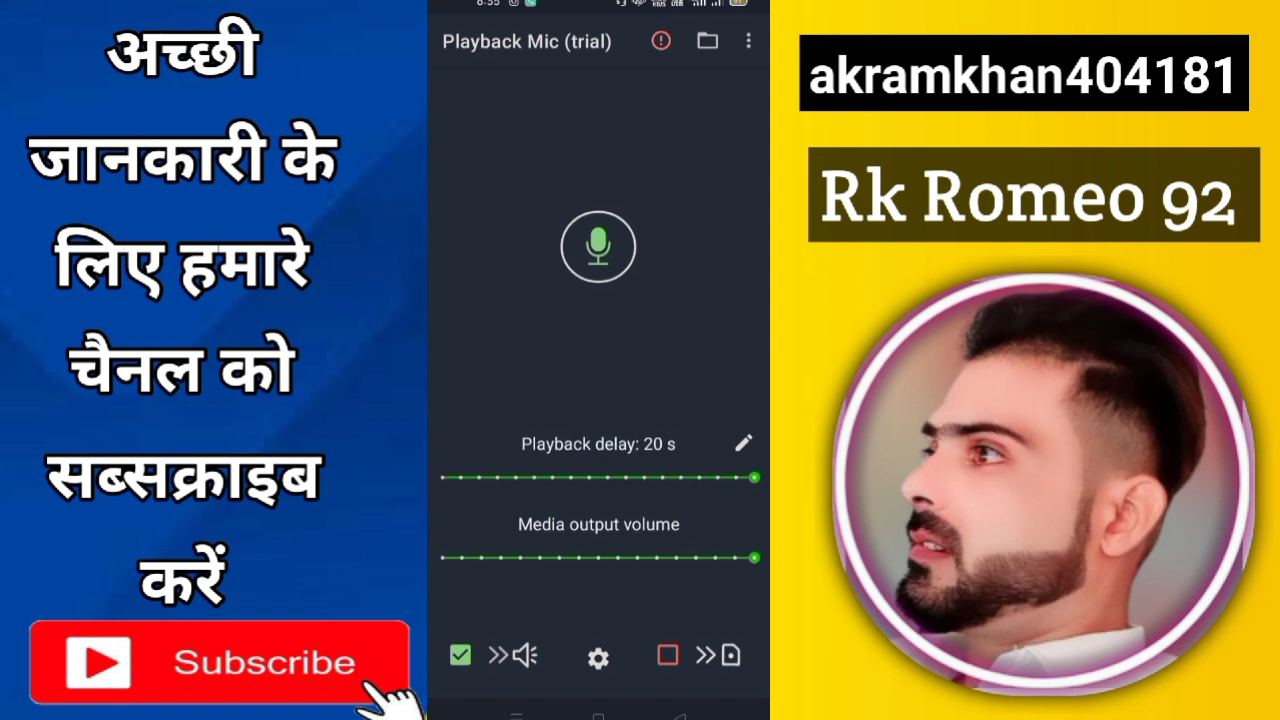 अच्छी
जानकारी के
लिए हमारे
चैनल को
सब्सक्राइब
करें
Subscribe
Playback Mic (trial)
Playback delay: 20 s
Media output volume
akramkhan404181
Rk Romeo 92